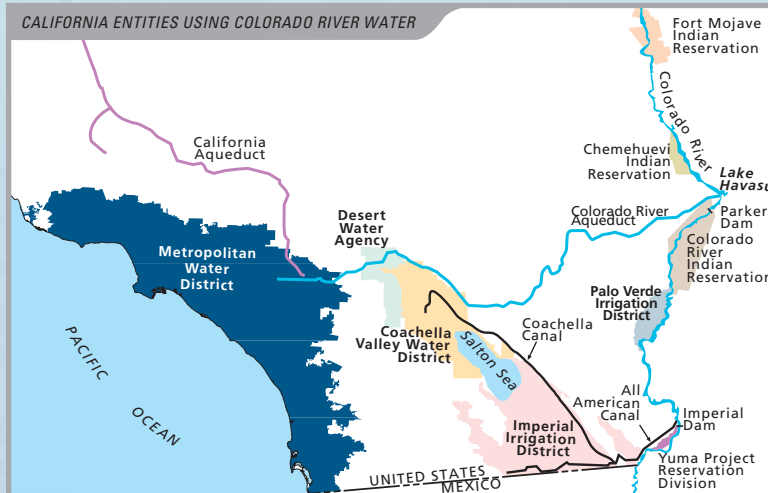 CALIFORNIA ENTITIES USING COLORADO RIVER WATER
Fort Mojave
Indian
Reservation
Colorado River
California
Aqueduct
Chemehuevi
Indian
Reservation
Lake
Havasu
Desert
Water
Agency
Colorado River
Aqueduct
Parker
Dam
Metropolitan
Water
District
Colorado
River
Indian
Reservation
Palo Verde
Irrigation
District
PACIFIC
OCEAN
Coachella
Valley Water
District
Salton Sea
Coachella
Canal
All
American
Canal
Imperial
Dam
Imperial
Irrigation
District
Yuma Project
Reservation
Division
UNITED STATES
MEXICO